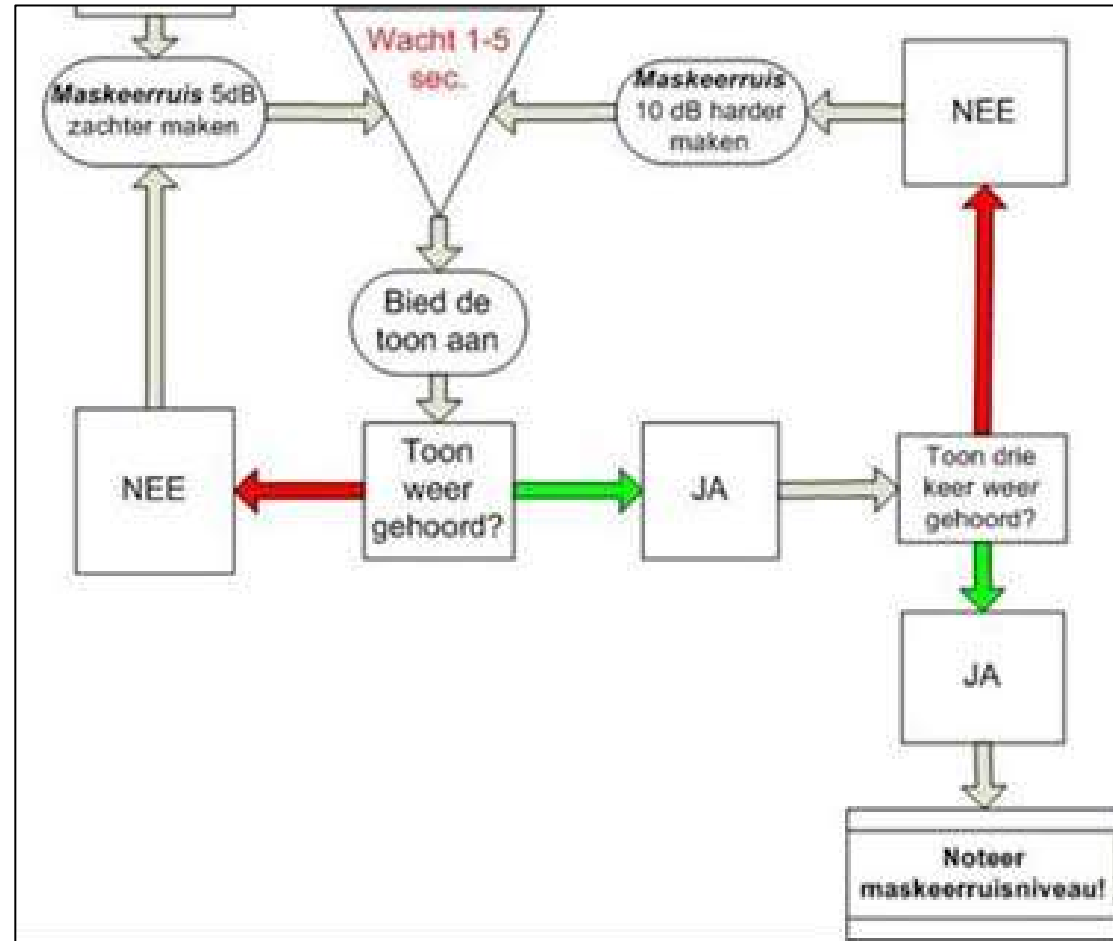 Maskeerruis 5dB
zachter maken
Wacht 1-5
sec.
Maskeerruis
10 dB harder
maken
NEE
Bied de
toon aan
NEE
Toon
weer
gehoord?
JA
Toon drie
keer weer
gehoord?
JA
Noteer
maskeerruisniveau!